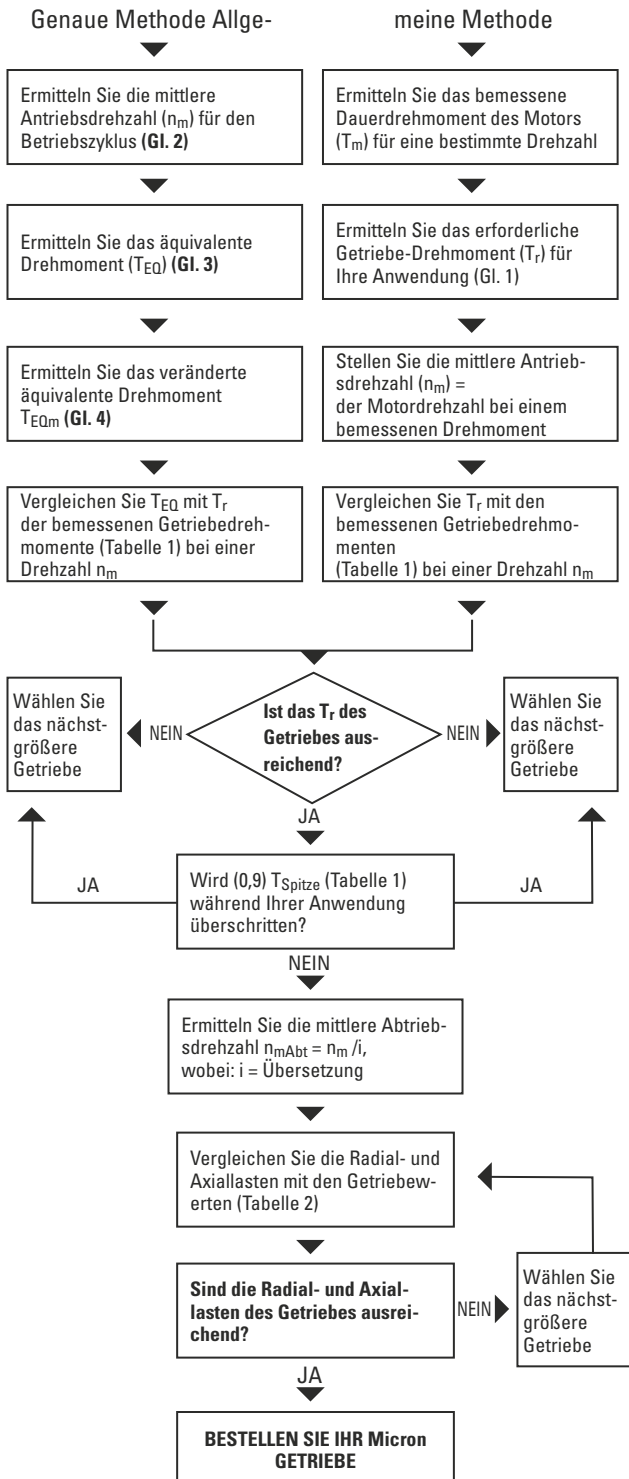 Genaue Methode Allge-
Ermitteln Sie die mittlere
Antriebsdrehzahl (nm) für den
Betriebszyklus (Gl. 2)
Ermitteln Sie das äquivalente
Drehmoment (TEQ) (Gl. 3)
Ermitteln Sie das veränderte
äquivalente Drehmoment
TEQm (Gl. 4)
Vergleichen Sie TEQ mit Tr
der bemessenen Getriebedreh-
momente (Tabelle 1) bei einer
Drehzahl nm
meine Methode
Ermitteln Sie das bemessene
Dauerdrehmoment des Motors
(Tm) für eine bestimmte Drehzahl
Ermitteln Sie das erforderliche
Getriebe-Drehmoment (Tr) für
Ihre Anwendung (Gl. 1)
Stellen Sie die mittlere Antrieb-
sdrehzahl (nm) =
der Motordrehzahl bei einem
bemessenen Drehmoment
Vergleichen Sie Tr mit den
bemessenen Getriebedrehmo-
menten
(Tabelle 1) bei einer Drehzahl nm
Ist das Tr des
Getriebes aus-
reichend?
NEIN
Wählen Sie
das nächst-
größere
Getriebe
NEIN
Wählen Sie
das nächst-
größere
Getriebe
JA
Wird (0,9) TSpitze (Tabelle 1)
während Ihrer Anwendung
überschritten?
JA
JA
NEIN
Ermitteln Sie die mittlere Abtrieb-
sdrehzahl nmAbt = nm /i,
wobei: i = Übersetzung
Vergleichen Sie die Radial- und
Axiallasten mit den Getriebew-
erten (Tabelle 2)
Sind die Radial- und Axial-
lasten des Getriebes ausrei-
chend?
NEIN
Wählen Sie
das nächst-
größere
Getriebe
JA
BESTELLEN SIE IHR Micron
GETRIEBE